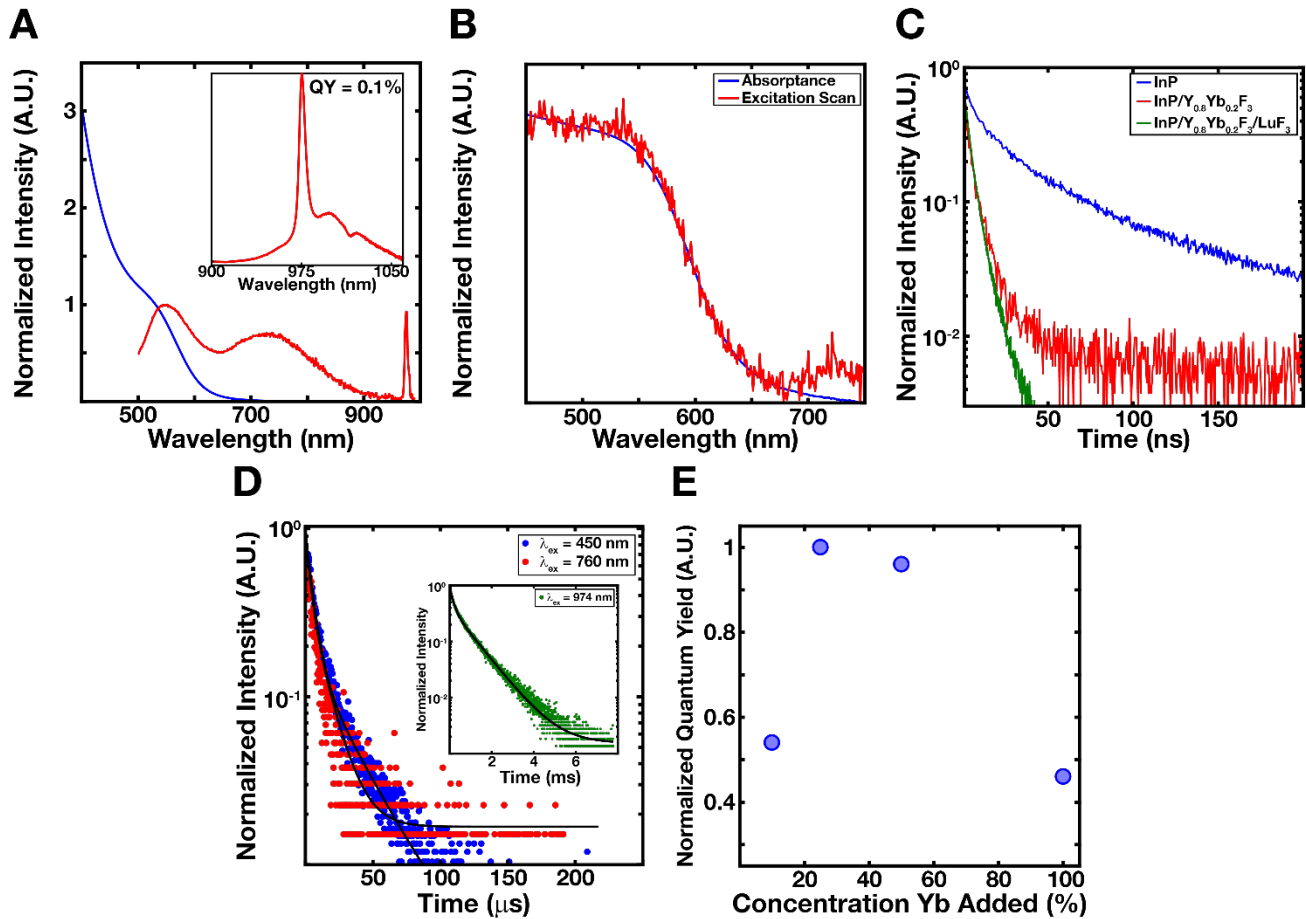 A
Normalized Intensity (A.U.)
3
2
1
500
700
900
Wavelength (nm)
QY = 0.1%
900
975
1050
Wavelength (nm)
B
Normalized Intensity (A.U.)
Absorptance
Excitation Scan
500
600
700
Wavelength (nm)
C
Normalized Intensity (A.U.)
10⁰
10⁻¹
10⁻²
InP
InP/Y₀.₈Yb₀.₂F₃
InP/Y₀.₈Yb₀.₂F₃/LuF₃
50
150
Time (ns)
D
Normalized Intensity (A.U.)
10⁰
10⁻¹
λex = 450 nm
λex = 760 nm
50
100
150
200
Time (μs)
Normalized Intensity
10⁰
10⁻¹
10⁻²
λex = 974 nm
2
4
6
Time (ms)
E
Normalized Quantum Yield (A.U.)
1
0.8
0.6
0.4
20
40
60
80
100
Concentration Yb Added (%)